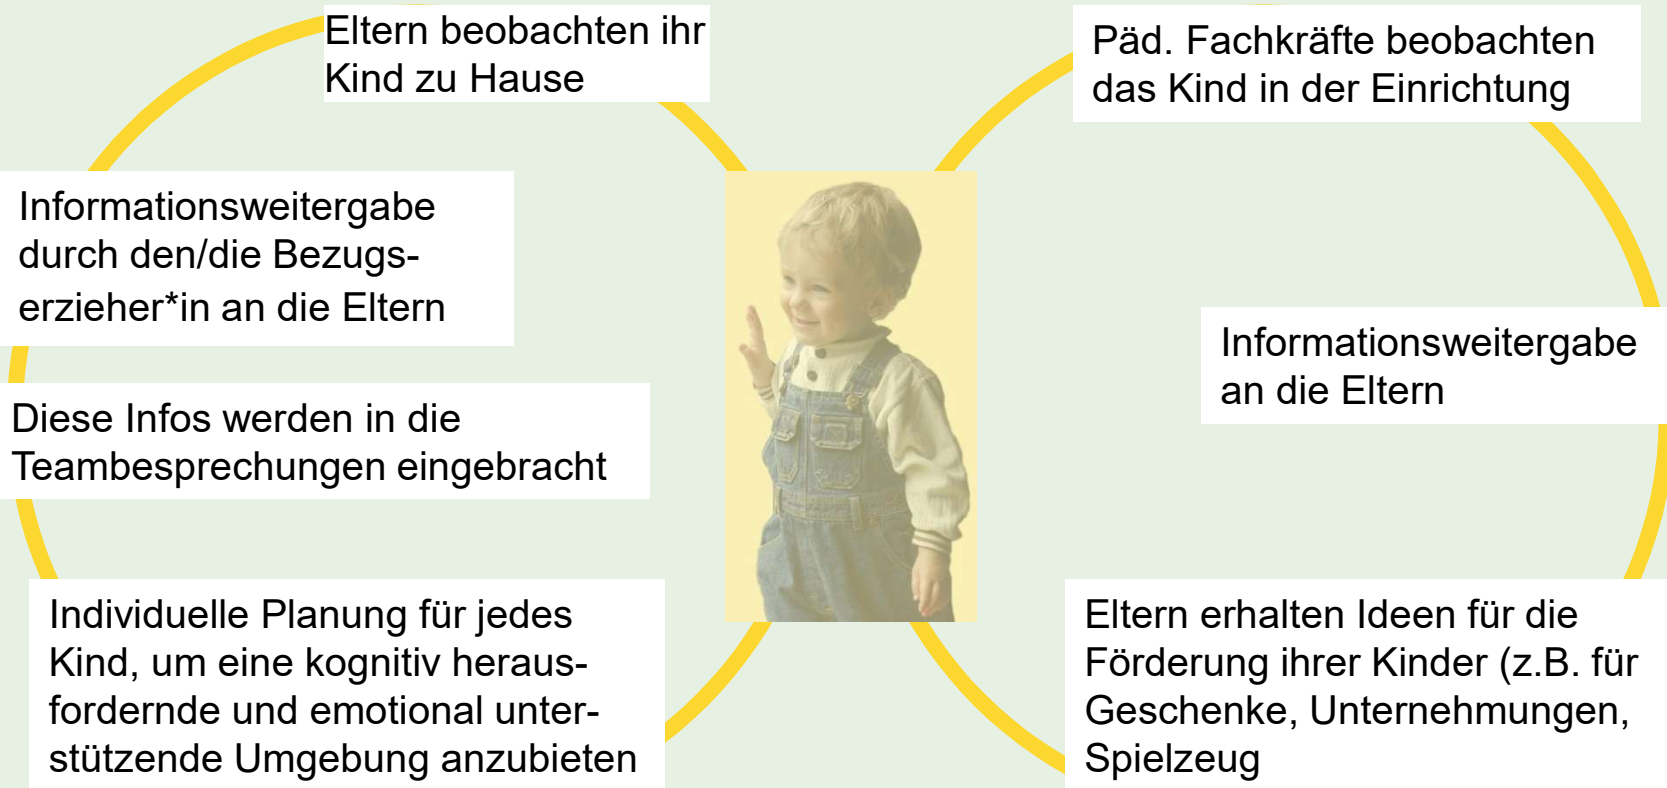 Eltern beobachten ihr
Kind zu Hause
Informationsweitergabe
durch den/die Bezugs-
erzieher*in an die Eltern
Diese Infos werden in die
Teambesprechungen eingebracht
Individuelle Planung für jedes
Kind, um eine kognitiv heraus-
fordernde und emotional unter-
stützende Umgebung anzubieten
Päd. Fachkräfte beobachten
das Kind in der Einrichtung
Informationsweitergabe
an die Eltern
Eltern erhalten Ideen für die
Förderung ihrer Kinder (z.B. für
Geschenke, Unternehmungen,
Spielzeug